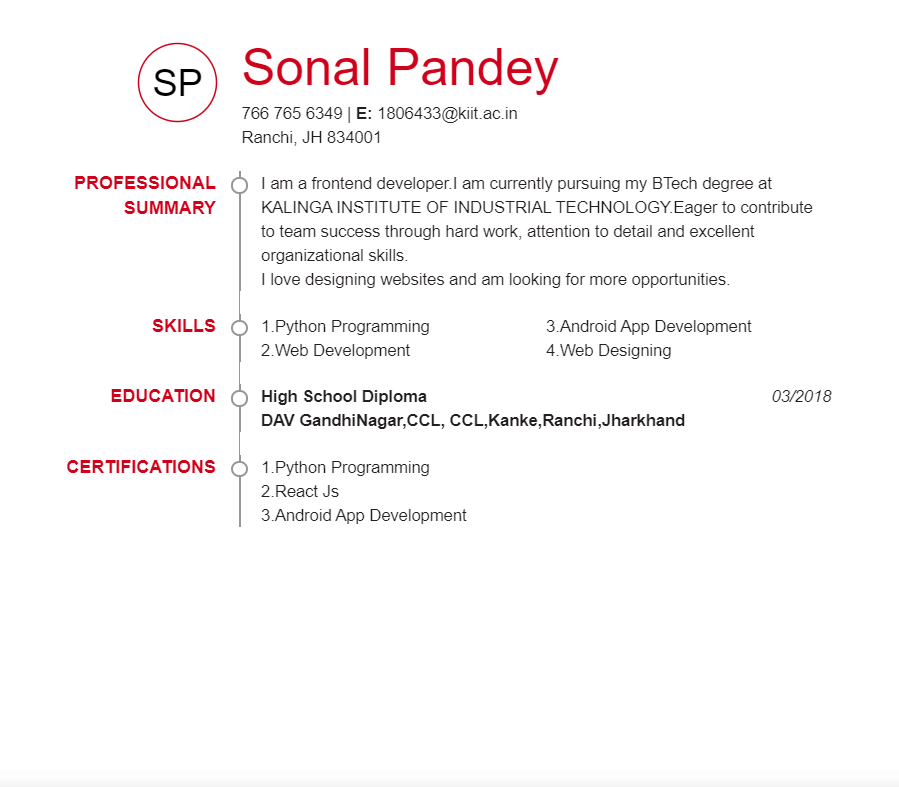 SP
Sonal Pandey
766 765 6349 | E: 1806433@kiit.ac.in
Ranchi, JH 834001
PROFESSIONAL
SUMMARY
I am a frontend developer.I am currently pursuing my BTech degree at
KALINGA INSTITUTE OF INDUSTRIAL TECHNOLOGY.Eager to contribute
to team success through hard work, attention to detail and excellent
organizational skills.
I love designing websites and am looking for more opportunities.
SKILLS
1.Python Programming
2.Web Development
3.Android App Development
4.Web Designing
EDUCATION
High School Diploma
03/2018
DAV GandhiNagar,CCL, CCL,Kanke,Ranchi,Jharkhand
CERTIFICATIONS
1.Python Programming
2.React Js
3.Android App Development